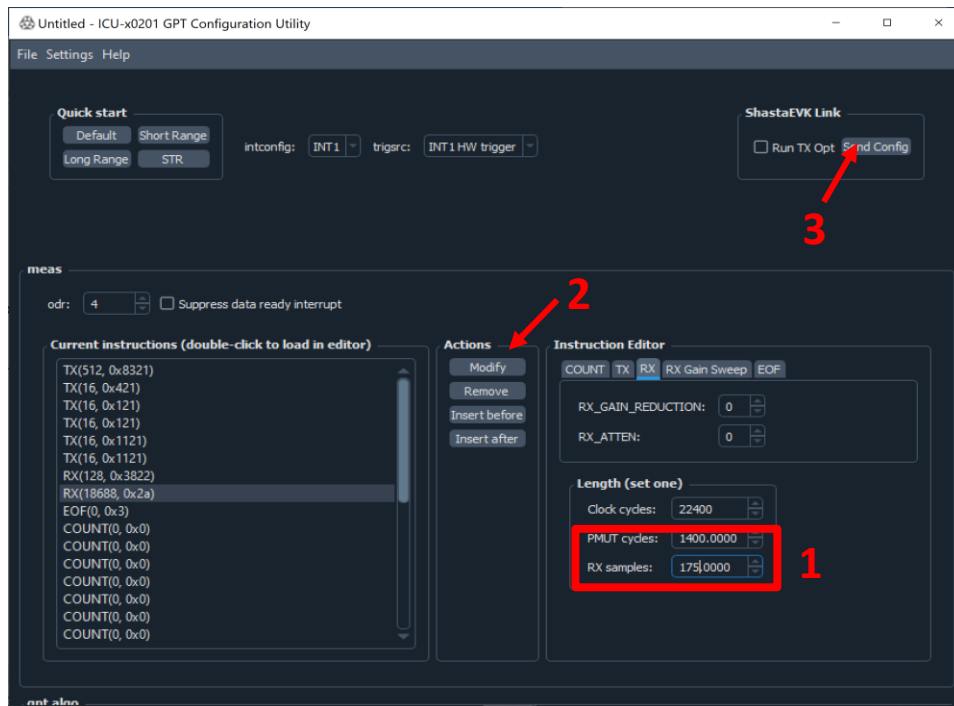 Untitled - ICU-x0201 GPT Configuration Utility
File Settings Help
Quick start
Default Short Range
Long Range STR
intconfig: INT1 trigsrc: INT1 HW trigger
ShastaEVK Link
Run TX Opt Send Config
3
meas
odr: 4 Suppress data ready interrupt
2
Current instructions (double-click to load in editor)
TX(512, 0x8321)
TX(16, 0x421)
TX(16, 0x121)
TX(16, 0x121)
TX(16, 0x1121)
TX(16, 0x1121)
RX(128, 0x3822)
RX(18688, 0x2a)
EOF(0, 0x3)
COUNT(0, 0x0)
COUNT(0, 0x0)
COUNT(0, 0x0)
COUNT(0, 0x0)
COUNT(0, 0x0)
COUNT(0, 0x0)
COUNT(0, 0x0)
Actions
Modify
Remove
Insert before
Insert after
Instruction Editor
COUNT TX RX RX Gain Sweep EOF
RX_GAIN_REDUCTION: 0
RX_ATTEN: 0
Length (set one)
Clock cycles: 22400
PMUT cycles: 1400.0000
RX samples: 175.0000
1
gpt algo